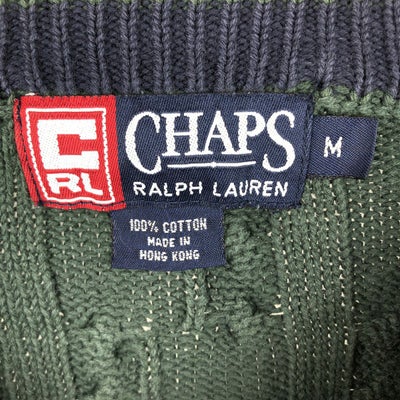 C
RL
CHAPS
RALPH LAUREN
M
100% COTTON
MADE IN
HONG KONG